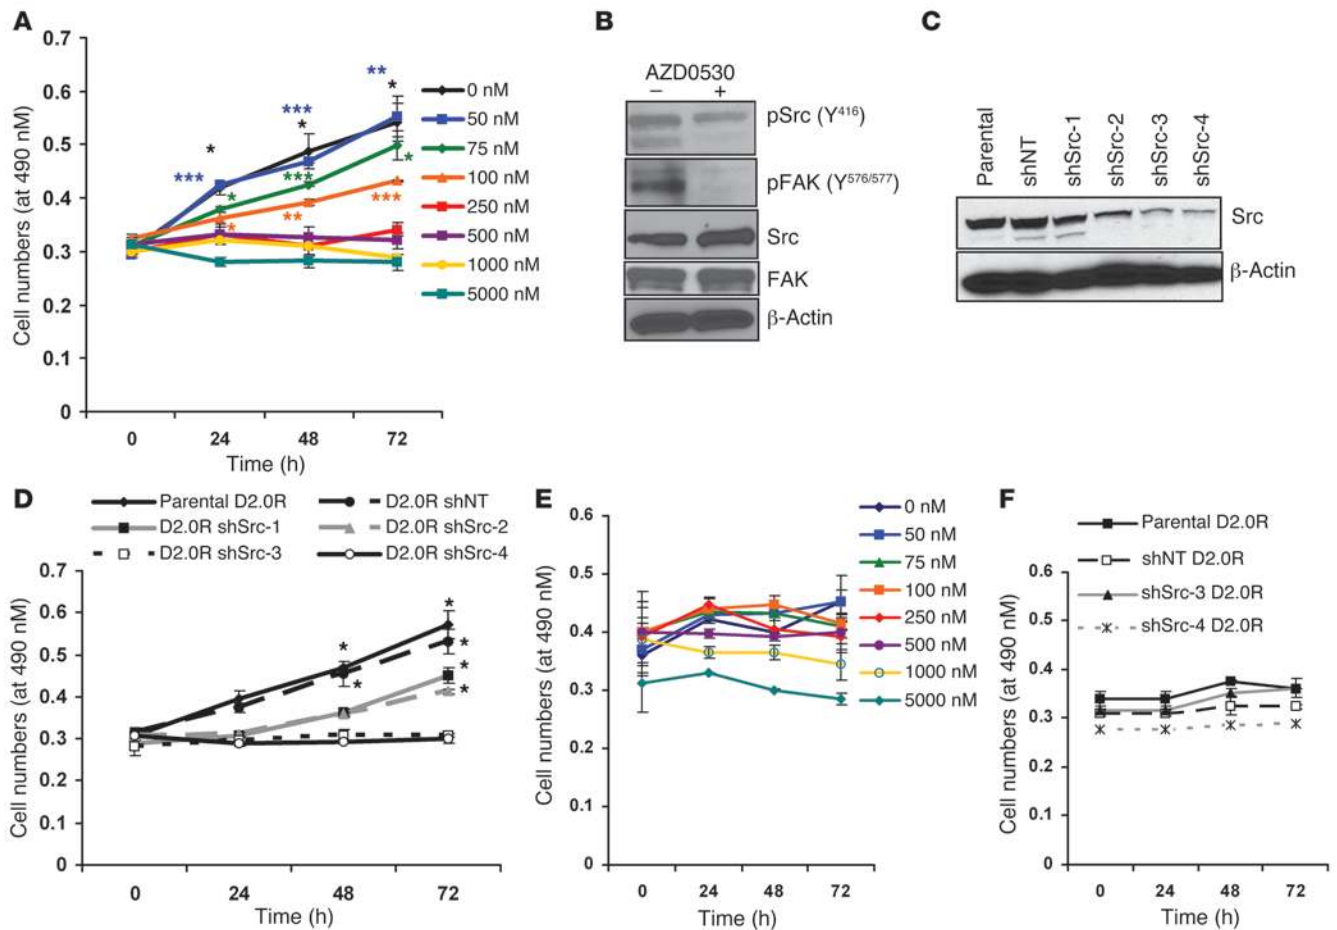 A
Cell numbers (at 490 nM)
0.7
0.6
0.5
0.4
0.3
0.2
0.1
0
0 24 48 72
Time (h)
** *
*** *
* ***
* *** *
* ** ***
0 nM
50 nM
75 nM
100 nM
250 nM
500 nM
1000 nM
5000 nM
B
AZD0530
– +
pSrc (Y416)
pFAK (Y576/577)
Src
FAK
β-Actin
C
Parental
shNT
shSrc-1
shSrc-2
shSrc-3
shSrc-4
Src
β-Actin
D
Parental D2.0R
D2.0R shNT
D2.0R shSrc-1
D2.0R shSrc-2
D2.0R shSrc-3
D2.0R shSrc-4
Cell numbers (at 490 nM)
0.7
0.6
0.5
0.4
0.3
0.2
0.1
0
0 24 48 72
Time (h)
*
* *
* *
*
E
Cell numbers (at 490 nM)
0.6
0.5
0.4
0.3
0.2
0.1
0
0 24 48 72
Time (h)
0 nM
50 nM
75 nM
100 nM
250 nM
500 nM
1000 nM
5000 nM
F
Parental D2.0R
shNT D2.0R
shSrc-3 D2.0R
shSrc-4 D2.0R
Cell numbers (at 490 nM)
0.6
0.5
0.4
0.3
0.2
0.1
0
0 24 48 72
Time (h)